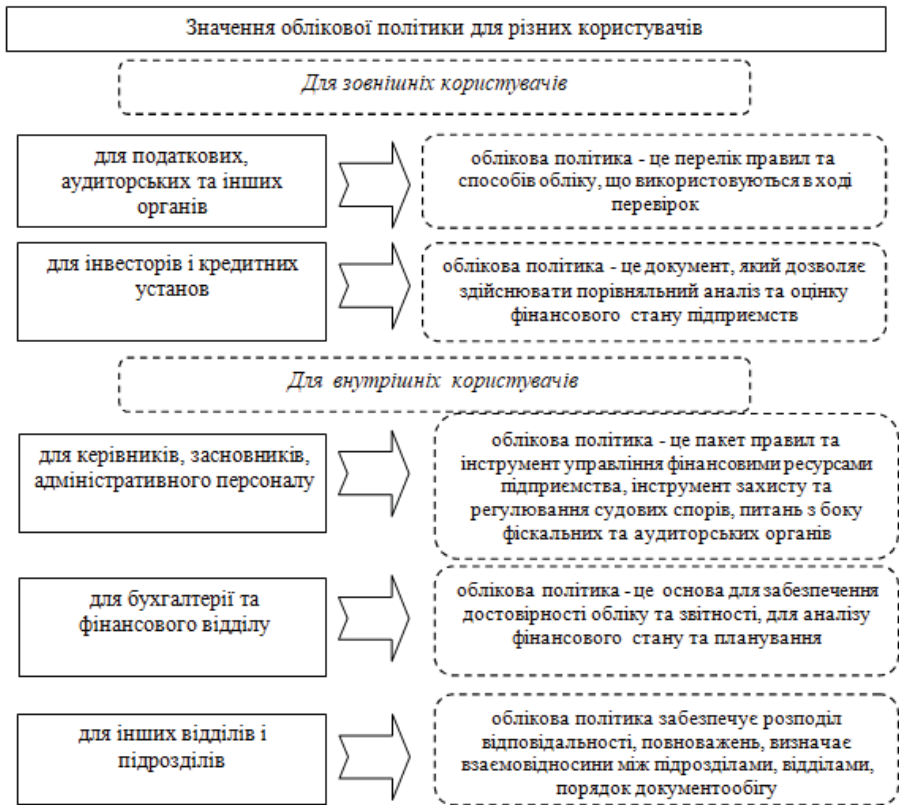 Значення облікової політики для різних користувачів
Для зовнішніх користувачів
для податкових,
аудиторських та інших
органів
облікова політика - це перелік правил та
способів обліку, що використовуються в ході
перевірок
для інвесторів і кредитних
установ
облікова політика - це документ, який дозволяє
здійснювати порівняльний аналіз та оцінку
фінансового стану підприємств
Для внутрішніх користувачів
для керівників, засновників,
адміністративного персоналу
облікова політика - це пакет правил та
інструмент управління фінансовими ресурсами
підприємства, інструмент захисту та
регулювання судових спорів, питань з боку
фіскальних та аудиторських органів
для бухгалтерії та
фінансового відділу
облікова політика - це основа для забезпечення
достовірності обліку та звітності, для аналізу
фінансового стану та планування
для інших відділів і
підрозділів
облікова політика забезпечує розподіл
відповідальності, повноважень, визначає
взаємовідносини між підрозділами, відділами,
порядок документообігу